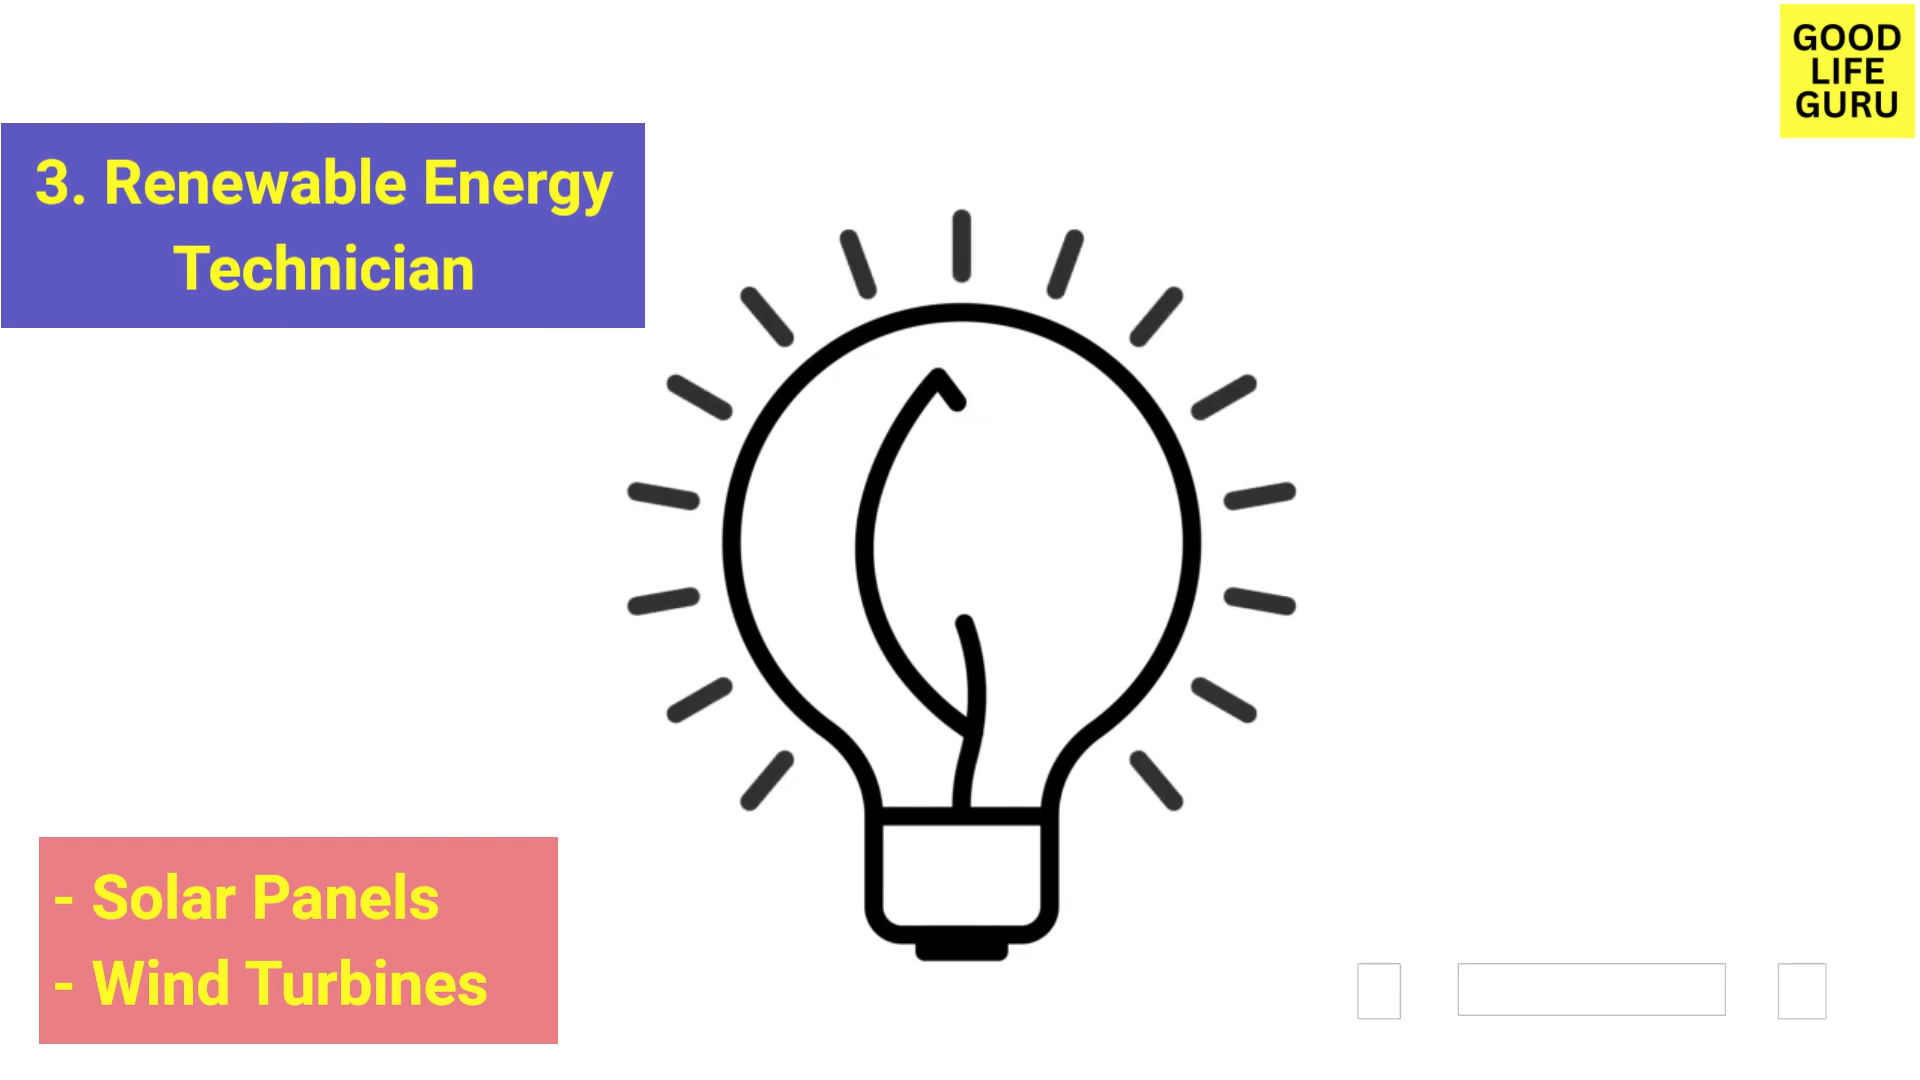 GOOD
LIFE
GURU
3. Renewable Energy
Technician
- Solar Panels
- Wind Turbines